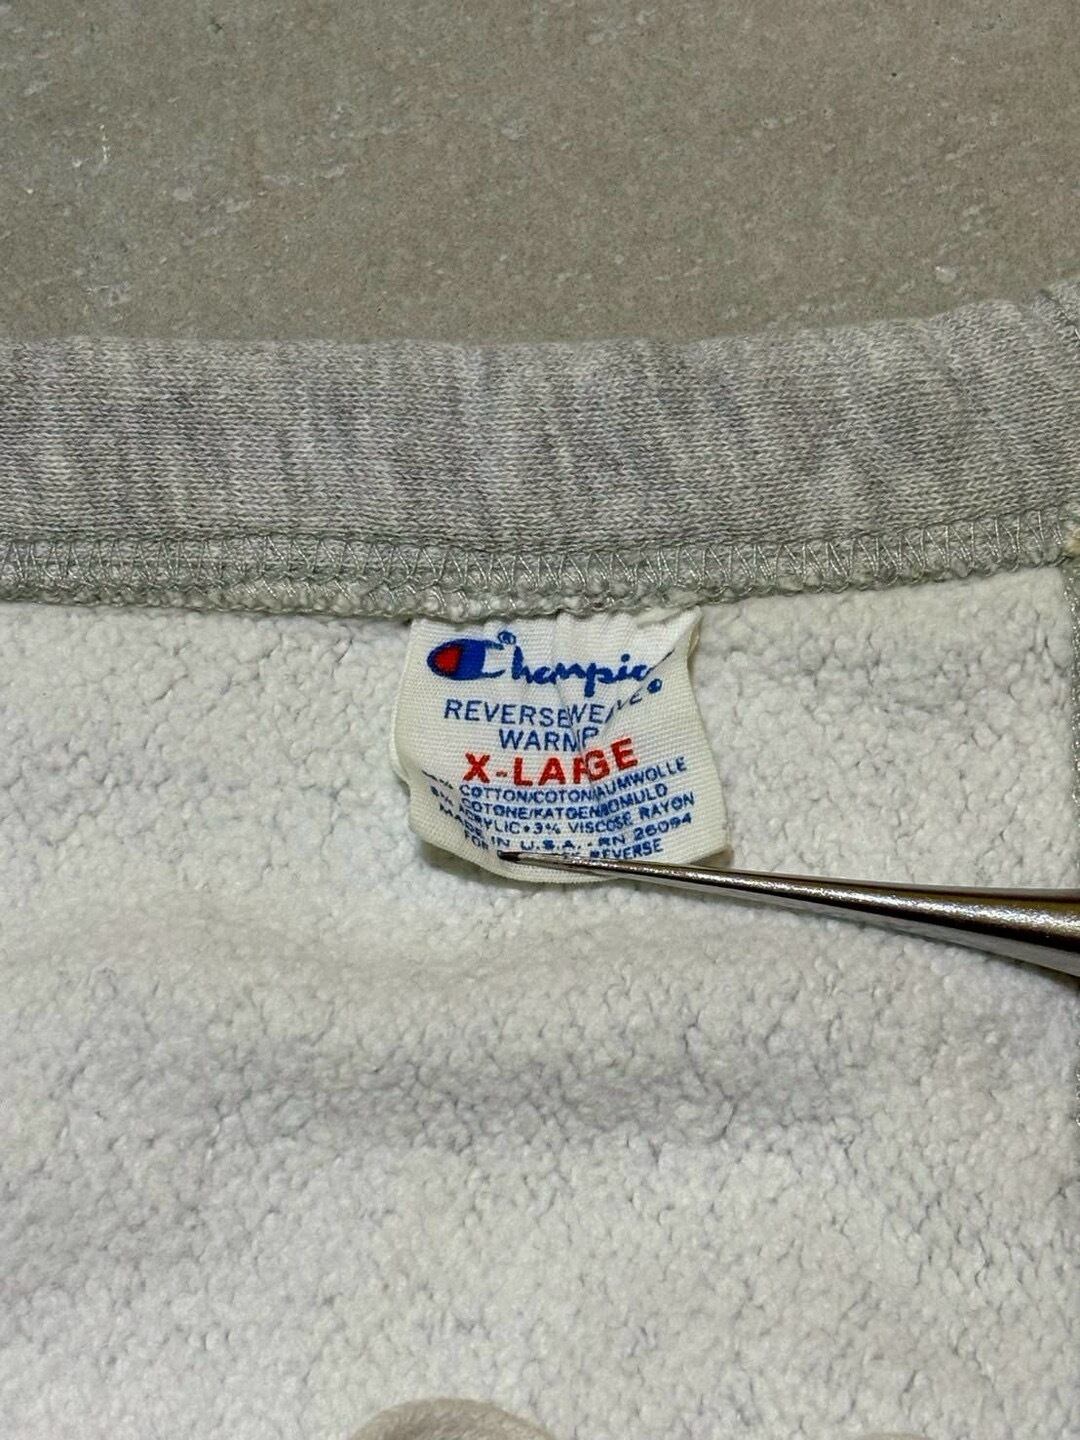 Champion®
REVERSE WEAVE®
WARM UP
X-LARGE
COTTON/COTON/BAUMWOLLE
COTONE/KATOEN/BOMULD
ACRYLIC • 3% VISCOSE RAYON
MADE IN U.S.A. - RN 26094
FOR REVERSE